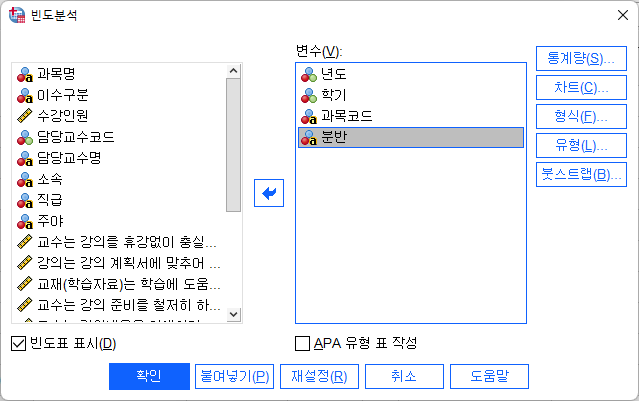 빈도분석
변수(V):
과목명
이수구분
수강인원
담당교수코드
담당교수명
소속
직급
주야
교수는 강의를 휴강없이 충실...
강의는 강의 계획서에 맞추어 ...
교재(학습자료)는 학습에 도움...
교수는 강의 준비를 철저히 하...
년도
학기
과목코드
분반
통계량(S)...
차트(C)...
형식(F)...
유형(L)...
붓스트랩(B)...
빈도표 표시(D)
APA 유형 표 작성
확인
붙여넣기(P)
재설정(R)
취소
도움말